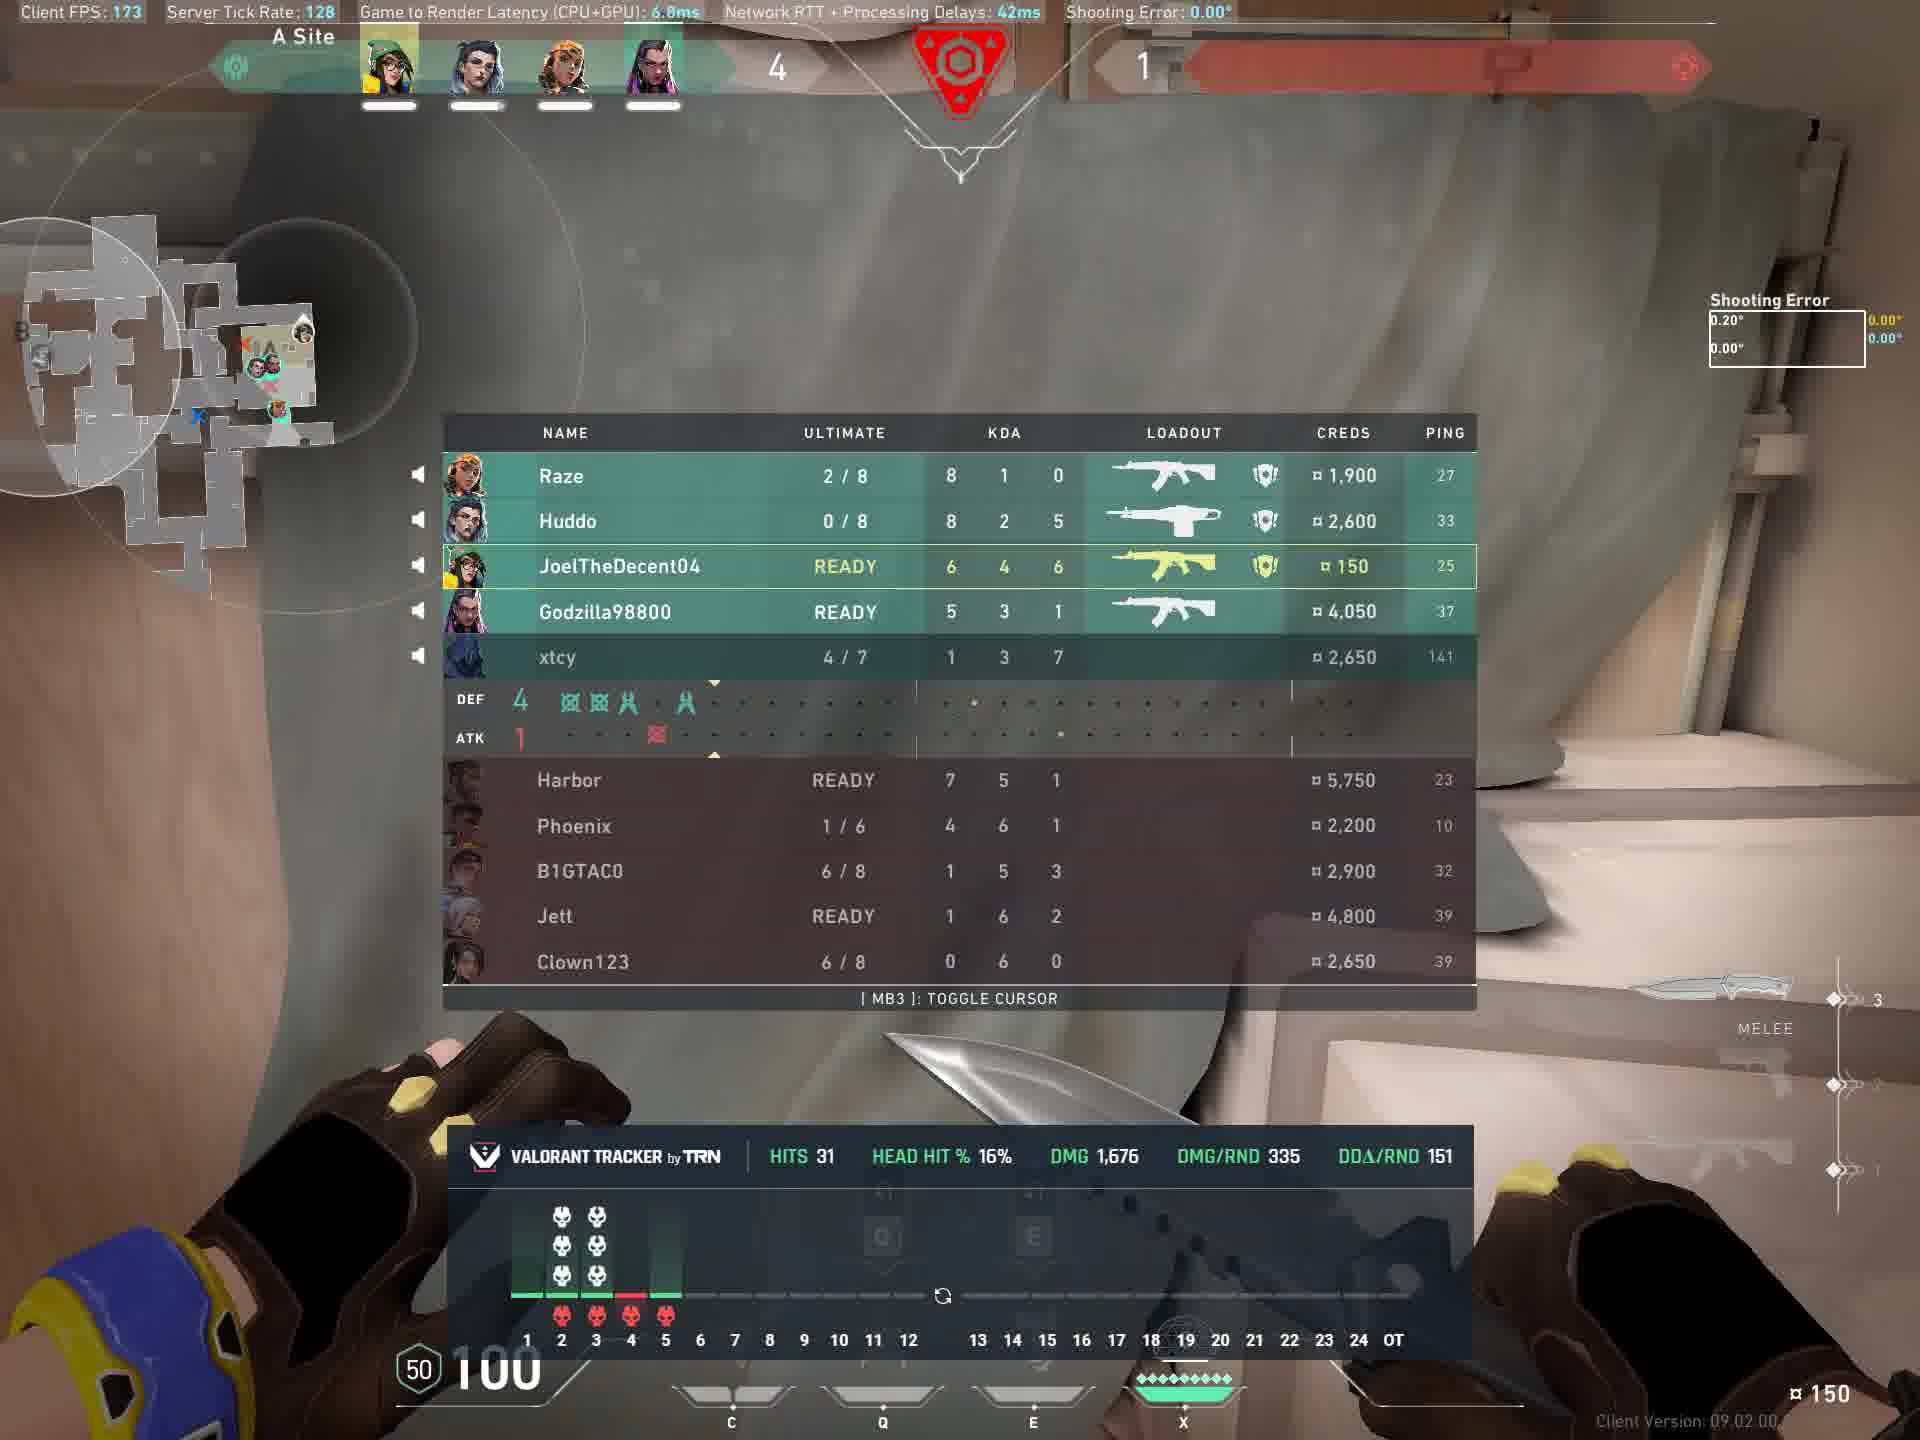 Client FPS: 173 Server Tick Rate: 128 Game to Render Latency (CPU+GPU): 6.8ms Network RTT + Processing Delays: 42ms Shooting Error: 0.00°
A Site
4 1
B A
Shooting Error
0.20° 0.00°
0.00°
0.00°
NAME ULTIMATE KDA LOADOUT CREDS PING
Raze 2 / 8 8 1 0 ¤ 1,900 27
Huddo 0 / 8 8 2 5 ¤ 2,600 33
JoelTheDecent04 READY 6 4 6 ¤ 150 25
Godzilla98800 READY 5 3 1 ¤ 4,050 37
xtcy 4 / 7 1 3 7 ¤ 2,650 141
DEF 4
ATK 1
Harbor READY 7 5 1 ¤ 5,750 23
Phoenix 1 / 6 4 6 1 ¤ 2,200 10
B1GTAC0 6 / 8 1 5 3 ¤ 2,900 32
Jett READY 1 6 2 ¤ 4,800 39
Clown123 6 / 8 0 6 0 ¤ 2,650 39
[ MB3 ]: TOGGLE CURSOR
3
MELEE
2
1
VALORANT TRACKER by TRN HITS 31 HEAD HIT % 16% DMG 1,676 DMG/RND 335 DDΔ/RND 151
Q E
1 2 3 4 5 6 7 8 9 10 11 12 13 14 15 16 17 18 19 20 21 22 23 24 OT
50 100
C Q E X
¤ 150
Client Version: 09.02.00